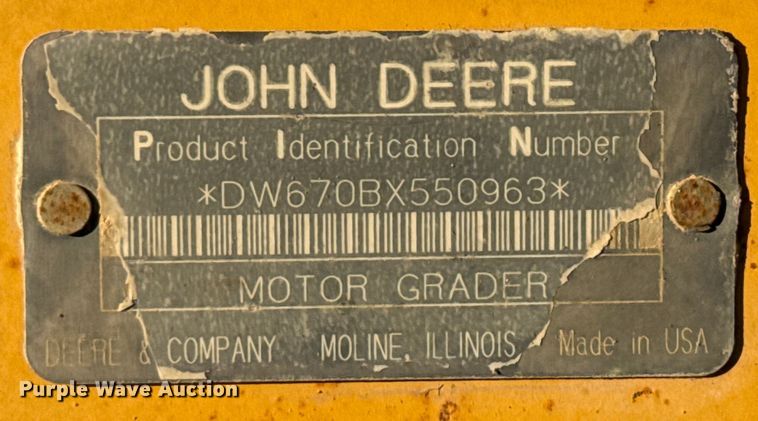 JOHN DEERE
Product Identification Number
*DW670BX550963*
MOTOR GRADER
DEERE & COMPANY MOLINE, ILLINOIS Made in USA
Purple Wave Auction